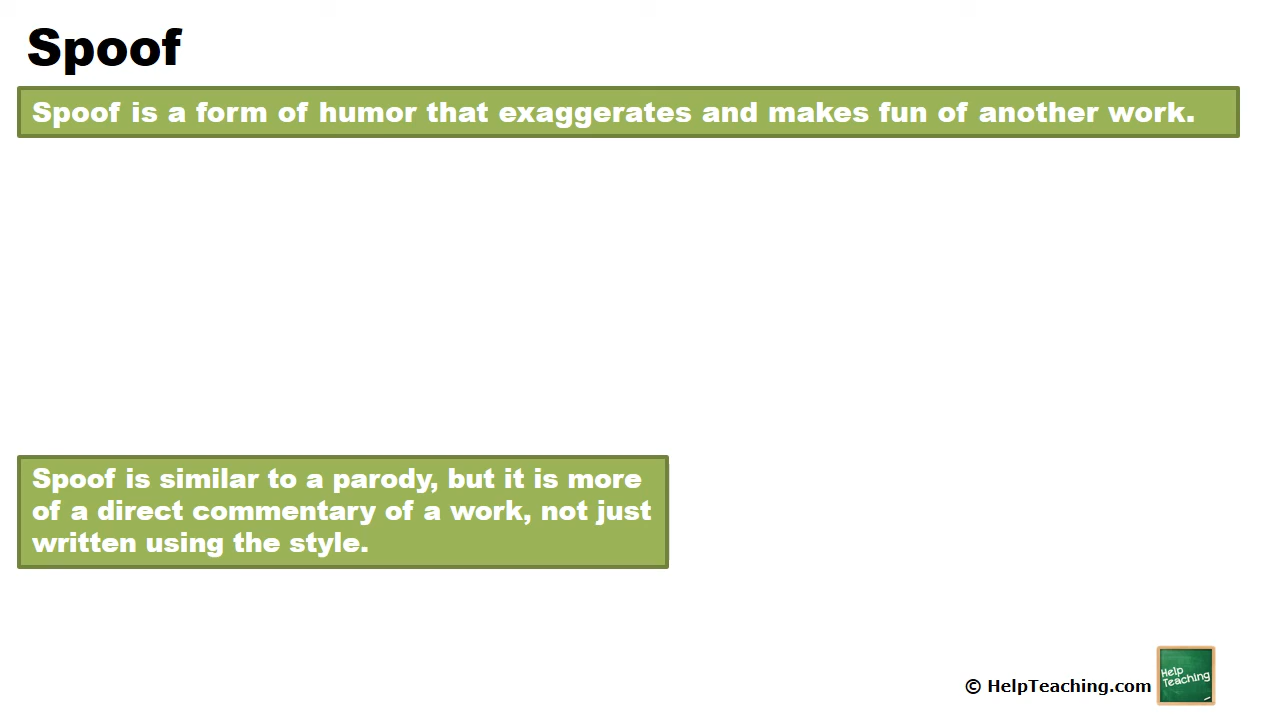 Spoof
Spoof is a form of humor that exaggerates and makes fun of another work.
Spoof is similar to a parody, but it is more
of a direct commentary of a work, not just
written using the style.
© HelpTeaching.com
Help
Teaching